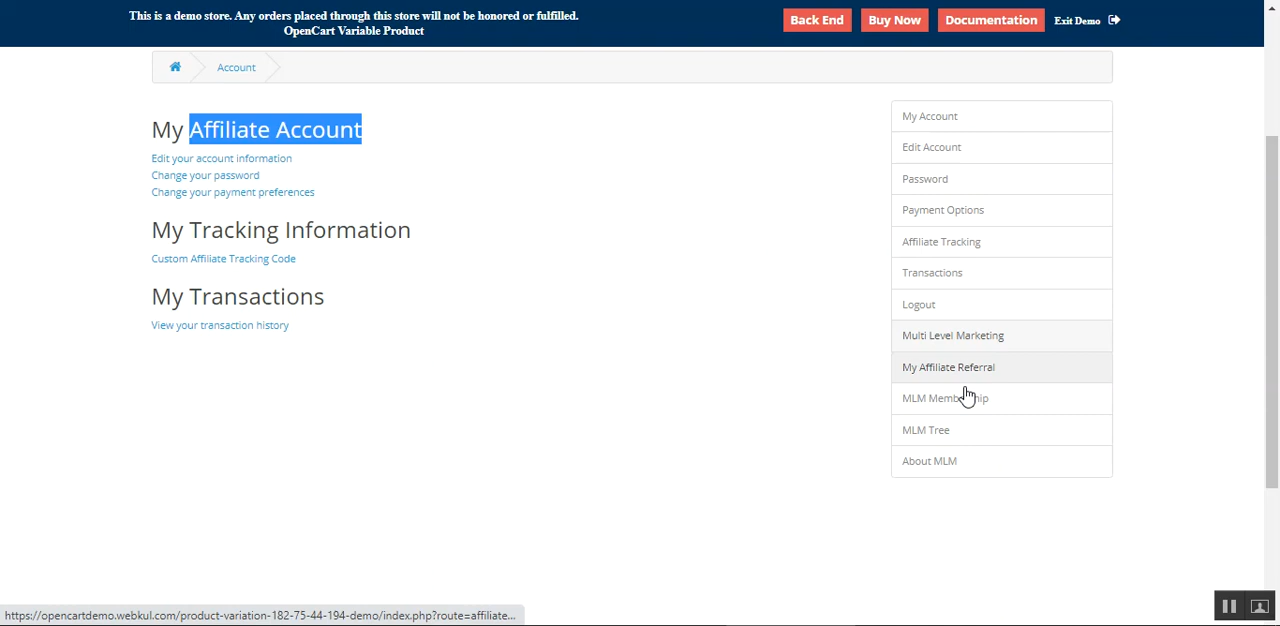 This is a demo store. Any orders placed through this store will not be honored or fulfilled.
OpenCart Variable Product
Back End
Buy Now
Documentation
Exit Demo
Account
My Affiliate Account
Edit your account information
Change your password
Change your payment preferences
My Tracking Information
Custom Affiliate Tracking Code
My Transactions
View your transaction history
My Account
Edit Account
Password
Payment Options
Affiliate Tracking
Transactions
Logout
Multi Level Marketing
My Affiliate Referral
MLM Membership
MLM Tree
About MLM
https://opencartdemo.webkul.com/product-variation-182-75-44-194-demo/index.php?route=affiliate...